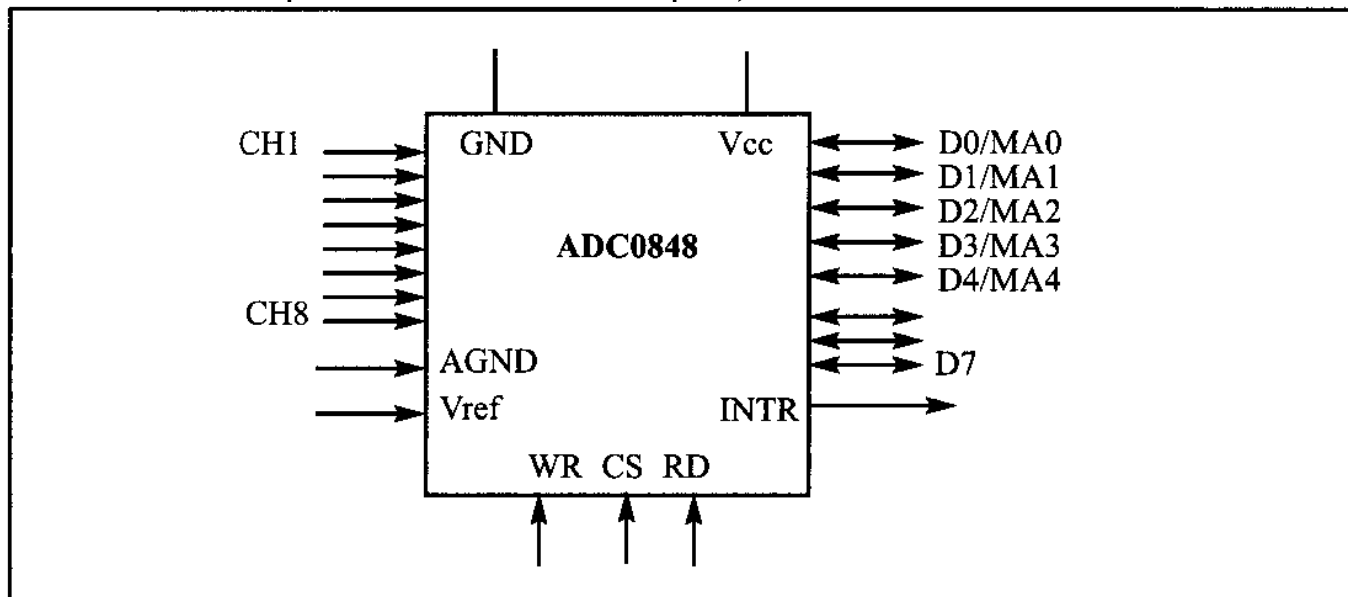 CH1
GND
Vcc
D0/MA0
D1/MA1
D2/MA2
ADC0848
D3/MA3
D4/MA4
CH8
AGND
D7
Vref
INTR
WR CS RD